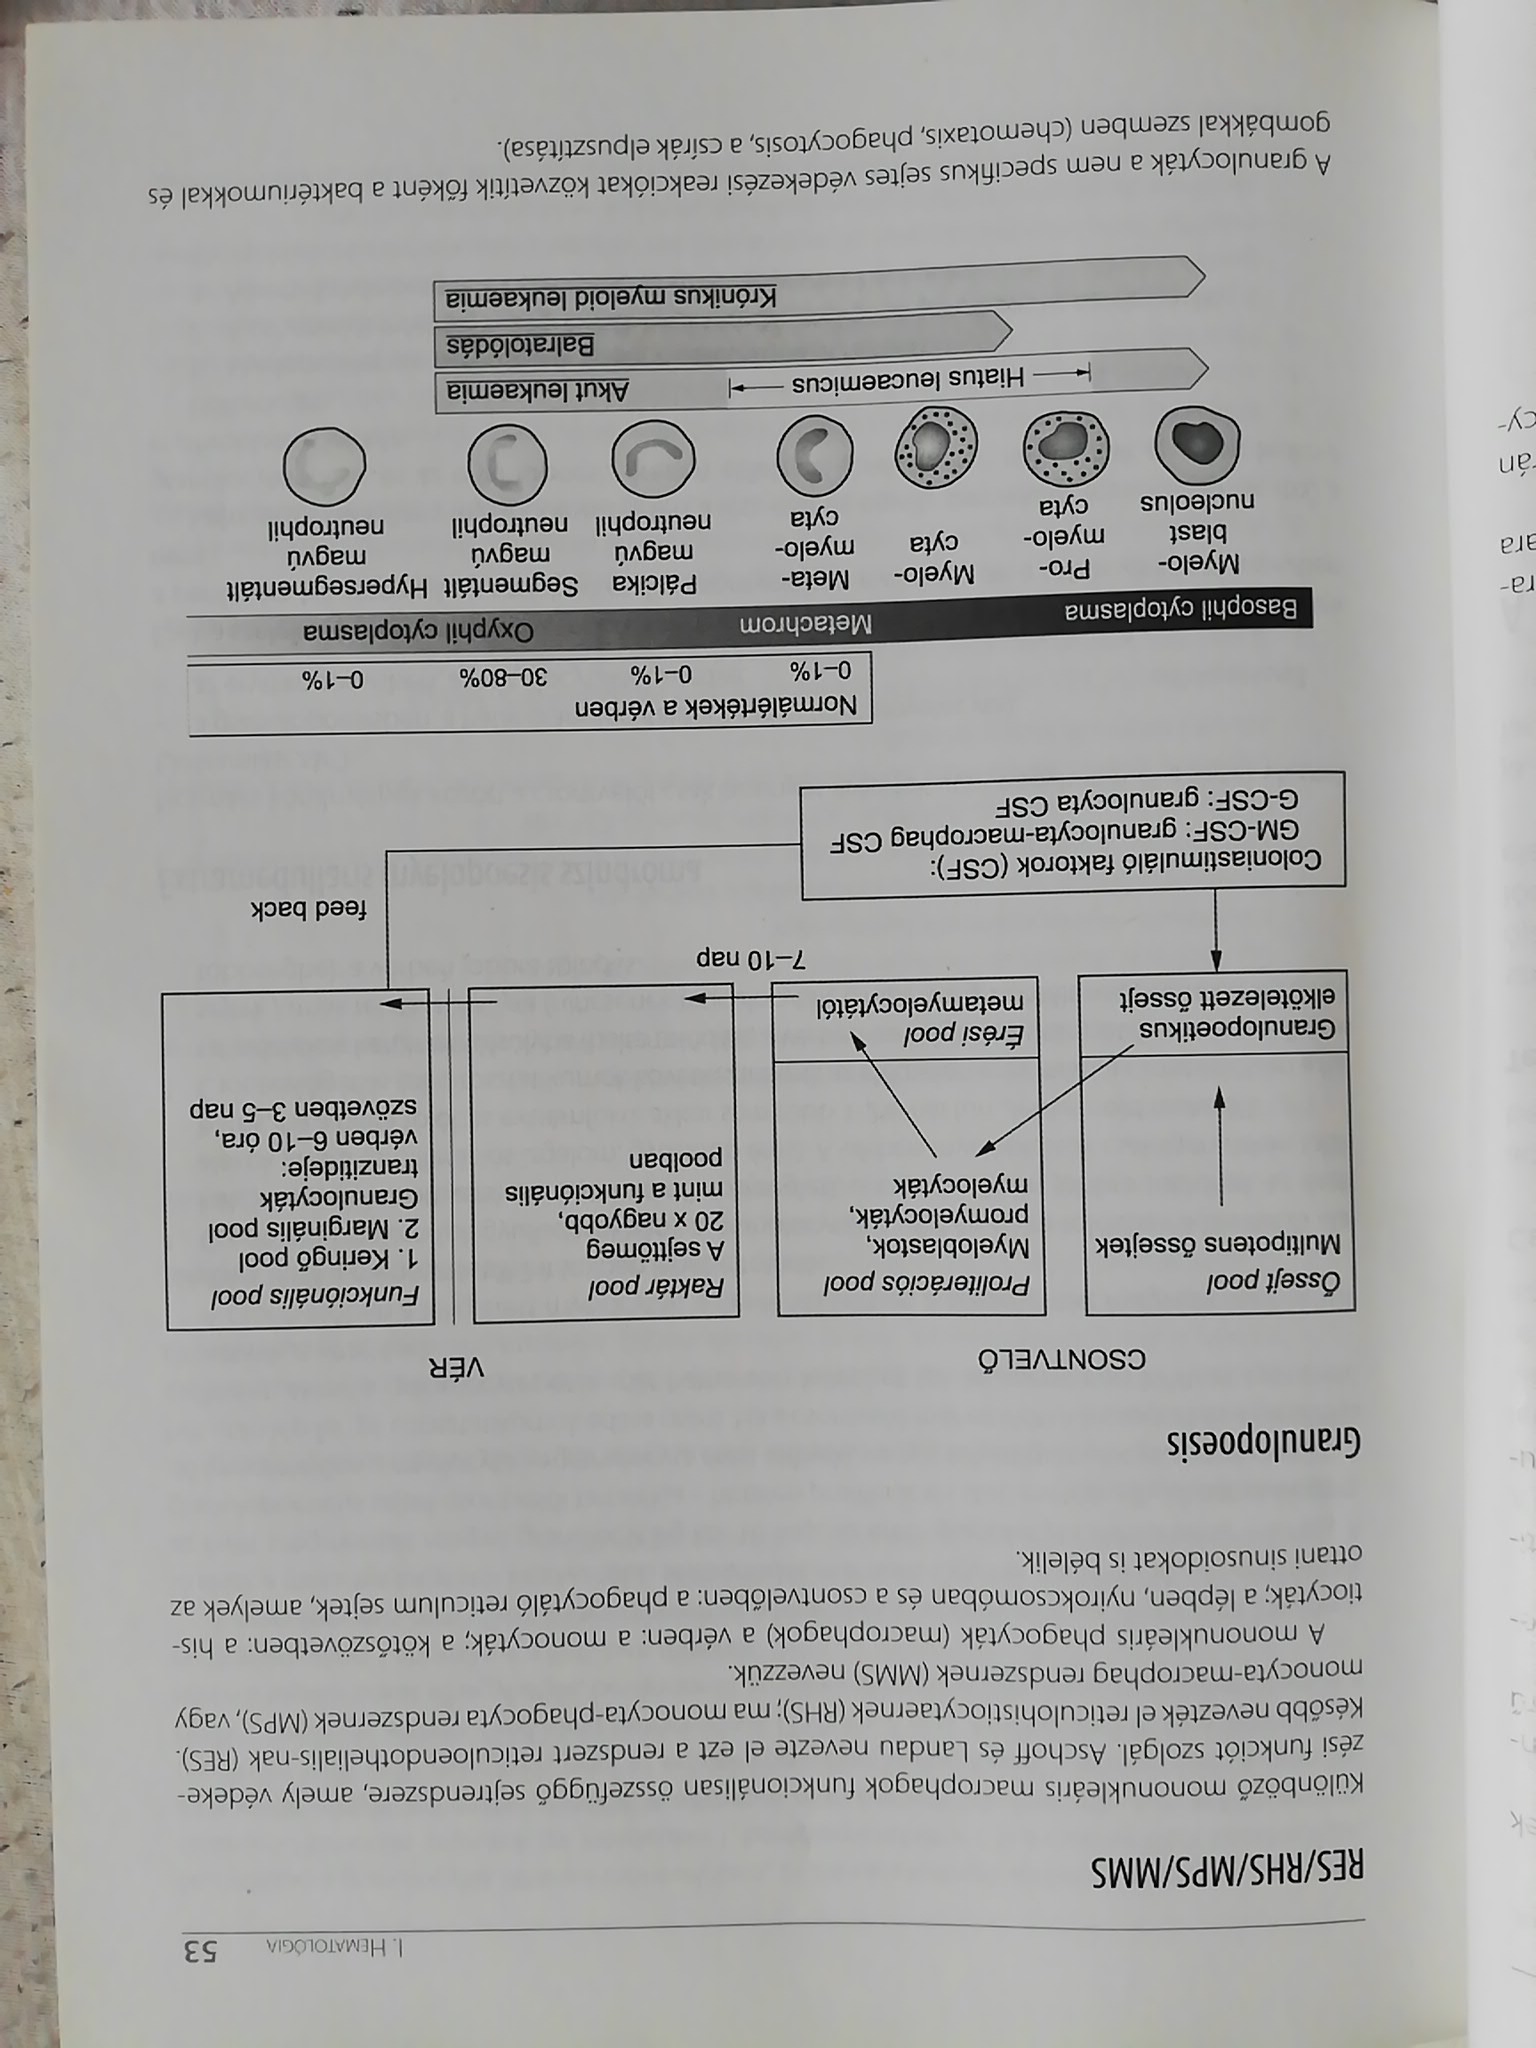 I. HEMATOLÓGIA 53
RES/RHS/MPS/MMS
Különböző mononukleáris macrophagok funkcionálisan összefüggő sejtrendszere, amely védeke-
zési funkciót szolgál. Aschoff és Landau nevezte el ezt a rendszert reticuloendothelialis-nak (RES).
Később nevezték el reticulohistiocytaernek (RHS); ma monocyta-phagocyta rendszernek (MPS), vagy
monocyta-macrophag rendszernek (MMS) nevezzük.
A mononukleáris phagocyták (macrophagok) a vérben: a monocyták; a kötőszövetben: a his-
tiocyták; a lépben, nyirokcsomóban és a csontvelőben: a phagocytáló reticulum sejtek, amelyek az
ottani sinusoidokat is bélelik.
Granulopoesis
CSONTVELŐ
VÉR
Őssejt pool
Multipotens őssejtek
Granulopoetikus
elkötelezett őssejt
Proliterációs pool
Myeloblastok,
promyelocyták,
myelocyták
Érési pool
metamyelocytától
Raktár pool
A sejttömeg
20 x nagyobb,
mint a funkciónális
poolban
Funkciónális pool
1. Keringő pool
2. Marginális pool
Granulocyták
tranzitideje:
vérben 6–10 óra,
szövetben 3–5 nap
7–10 nap
feed back
Coloniastimuláló faktorok (CSF):
GM-CSF: granulocyta-macrophag CSF
G-CSF: granulocyta CSF
Normálértékek a vérben
0–1% 0–1% 30–80% 0–1%
Basophil cytoplasma Metachrom Oxyphil cytoplasma
Myelo-
blast
nucleolus
Pro-
myelo-
cyta
Myelo-
cyta
Meta-
myelo-
cyta
Pálcika
magvú
neutrophil
Segmentált
magvú
neutrophil
Hypersegmentált
magvú
neutrophil
Hiatus leucaemicus Akut leukaemia
Balratolódás
Krónikus myeloid leukaemia
A granulocyták a nem specifikus sejtes védekezési reakciókat közvetítik főként a baktériumokkal és
gombákkal szemben (chemotaxis, phagocytosis, a csírák elpusztítása).